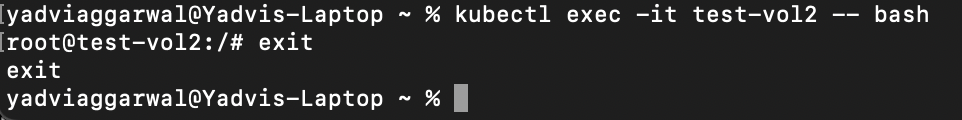 yadviaggarwal@Yadvis-Laptop ~ % kubectl exec -it test-vol2 -- bash
[root@test-vol2:/# exit
exit
yadviaggarwal@Yadvis-Laptop ~ %